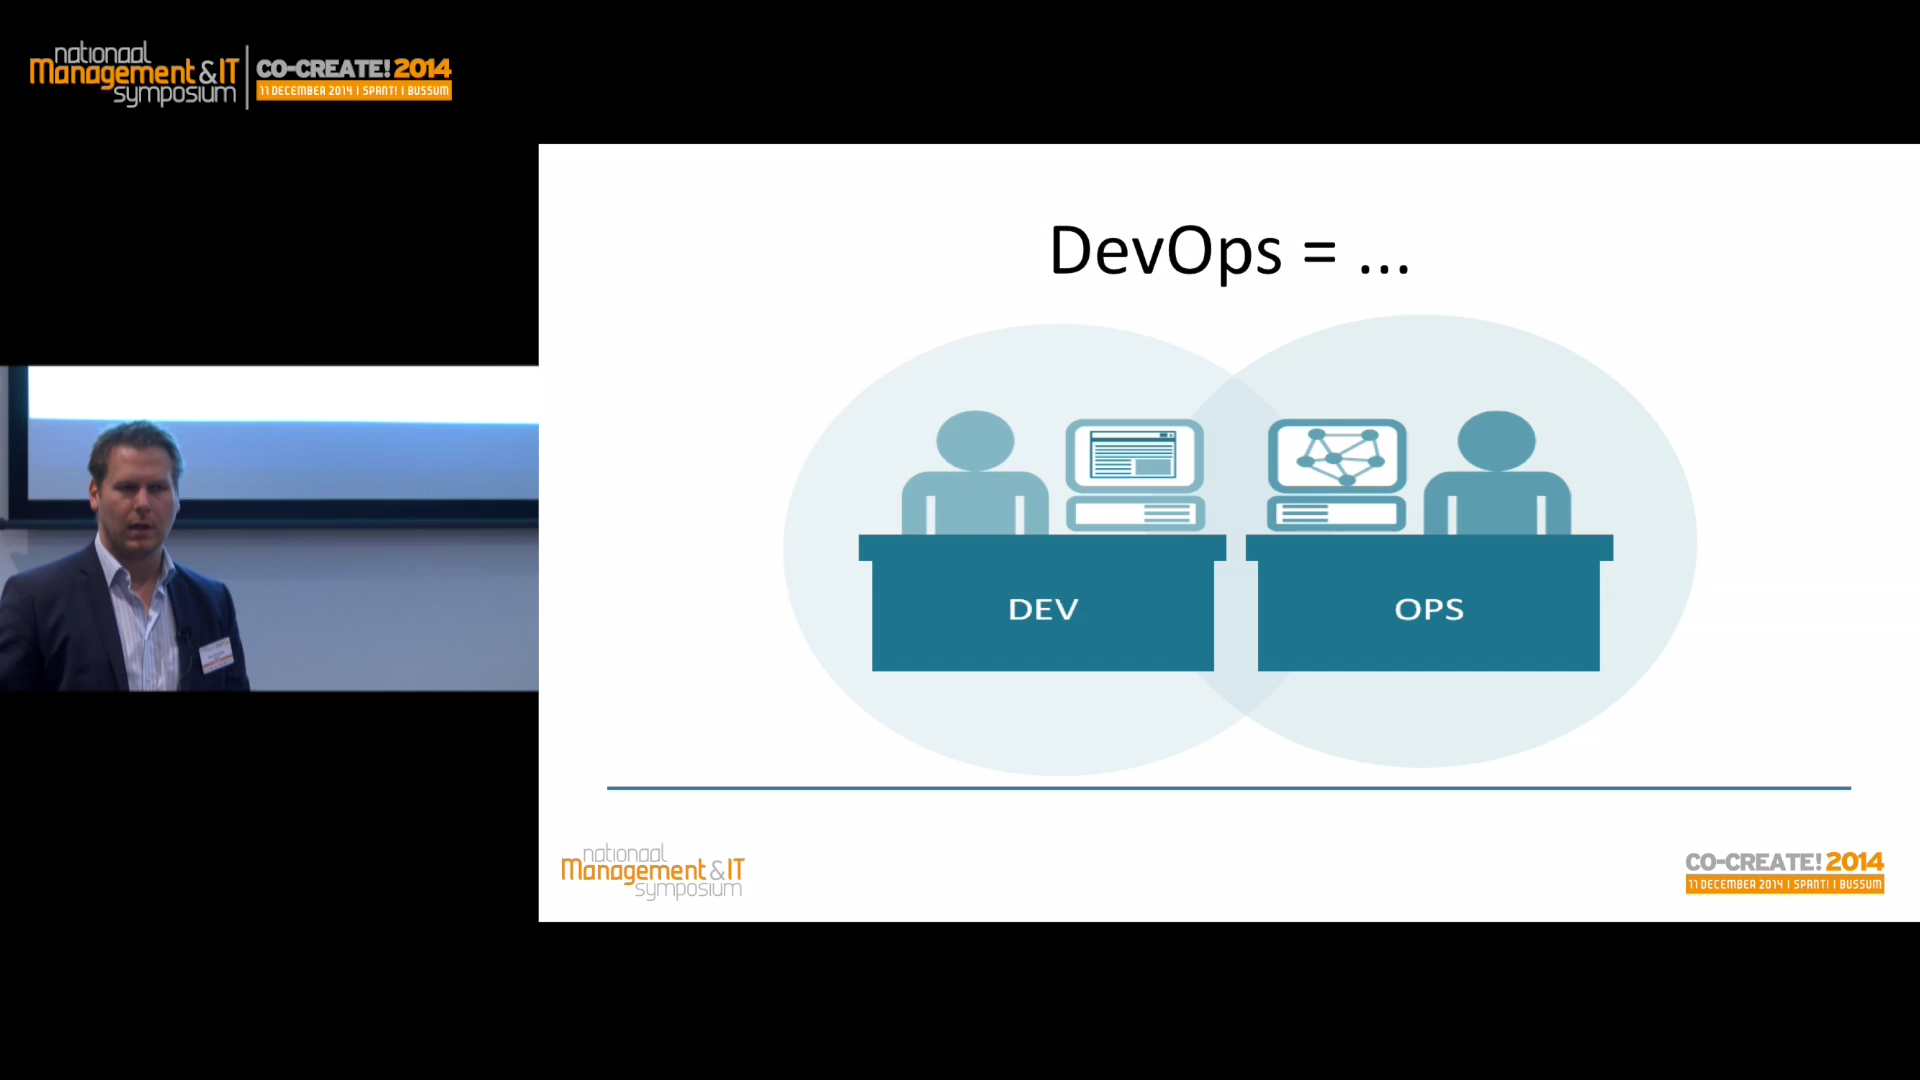 nationaal
Management & IT
symposium
CO-CREATE! 2014
11 DECEMBER 2014 | SPANT! | BUSSUM
DevOps = ...
DEV
OPS
nationaal
Management & IT
symposium
CO-CREATE! 2014
11 DECEMBER 2014 | SPANT! | BUSSUM